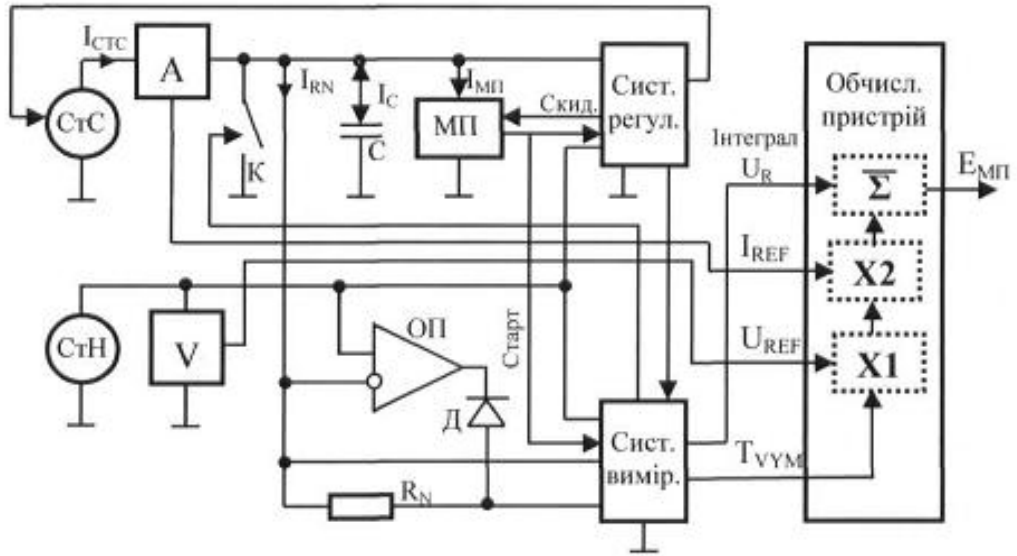 I_CTC
A
СтС
К
I_RN
I_C
C
I_МП
МП
Скид.
Сист.
регул.
Обчисл.
пристрій
Інтеграл
U_R
Σ
E_МП
I_REF
X2
U_REF
X1
T_VYM
СтН
V
ОП
Д
Старт
Сист.
вимір.
R_N